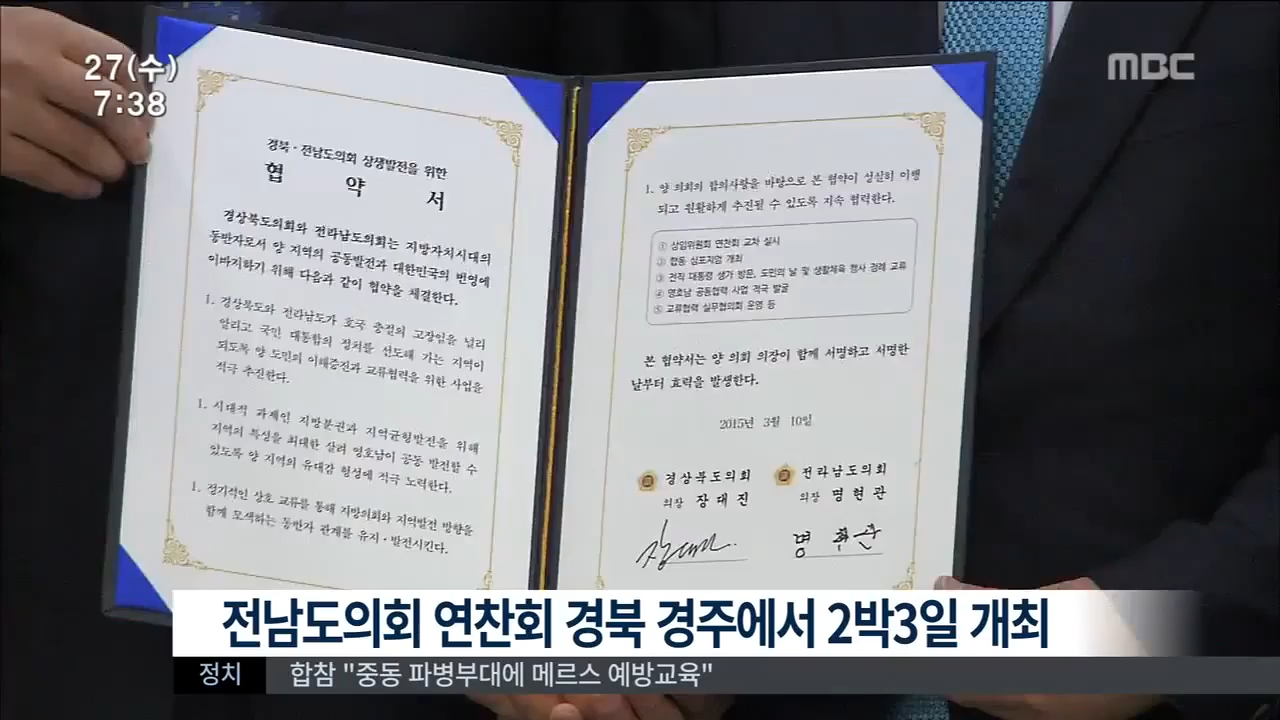 27(수)
7:38
MBC
경북·전남도의회 상생발전을 위한
협 약 서
경상북도의회와 전라남도의회는 지방자치시대의
동반자로서 양 지역의 공동발전과 대한민국의 번영에
이바지하기 위해 다음과 같이 협약을 체결한다.
1. 경상북도와 전라남도가 호국 충절의 고장임을 널리
알리고 국민 대통합의 정치를 선도해 가는 지역이
되도록 양 도민의 이해증진과 교류협력을 위한 사업을
적극 추진한다.
1. 시대적 과제인 지방분권과 지역균형발전을 위해
지역의 특성을 최대한 살려 영호남이 공동 발전할 수
있도록 양 지역의 유대감 형성에 적극 노력한다.
1. 정기적인 상호 교류를 통해 지방의회와 지역발전 방향을
함께 모색하는 동반자 관계를 유지·발전시킨다.
1. 양 의회의 합의사항을 바탕으로 본 협약이 성실히 이행
되고 원활하게 추진될 수 있도록 지속 협력한다.
① 상임위원회 연찬회 교차 실시
② 합동 심포지엄 개최
③ 전직 대통령 생가 방문, 도민의 날 및 생활체육 행사 경례 교류
④ 영호남 공동협력 사업 적극 발굴
⑤ 교류협력 실무협의회 운영 등
본 협약서는 양 의회 의장이 함께 서명하고 서명한
날부터 효력을 발생한다.
2015년 3월 10일
경상북도의회 전라남도의회
의장 장대진 의장 명현관
전남도의회 연찬회 경북 경주에서 2박3일 개최
정치 합참 "중동 파병부대에 메르스 예방교육"